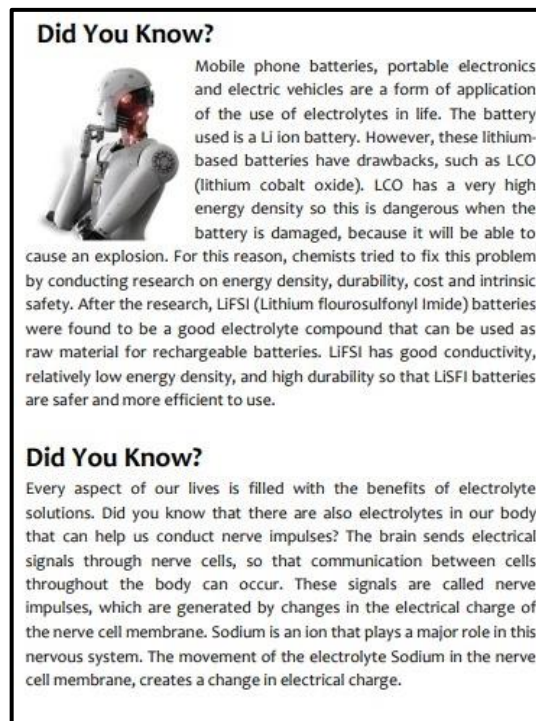 Did You Know?
Mobile phone batteries, portable electronics
and electric vehicles are a form of application
of the use of electrolytes in life. The battery
used is a Li ion battery. However, these lithium-
based batteries have drawbacks, such as LCO
(lithium cobalt oxide). LCO has a very high
energy density so this is dangerous when the
battery is damaged, because it will be able to
cause an explosion. For this reason, chemists tried to fix this problem
by conducting research on energy density, durability, cost and intrinsic
safety. After the research, LiFSI (Lithium flourosulfonyl Imide) batteries
were found to be a good electrolyte compound that can be used as
raw material for rechargeable batteries. LiFSI has good conductivity,
relatively low energy density, and high durability so that LiSFI batteries
are safer and more efficient to use.
Did You Know?
Every aspect of our lives is filled with the benefits of electrolyte
solutions. Did you know that there are also electrolytes in our body
that can help us conduct nerve impulses? The brain sends electrical
signals through nerve cells, so that communication between cells
throughout the body can occur. These signals are called nerve
impulses, which are generated by changes in the electrical charge of
the nerve cell membrane. Sodium is an ion that plays a major role in this
nervous system. The movement of the electrolyte Sodium in the nerve
cell membrane, creates a change in electrical charge.